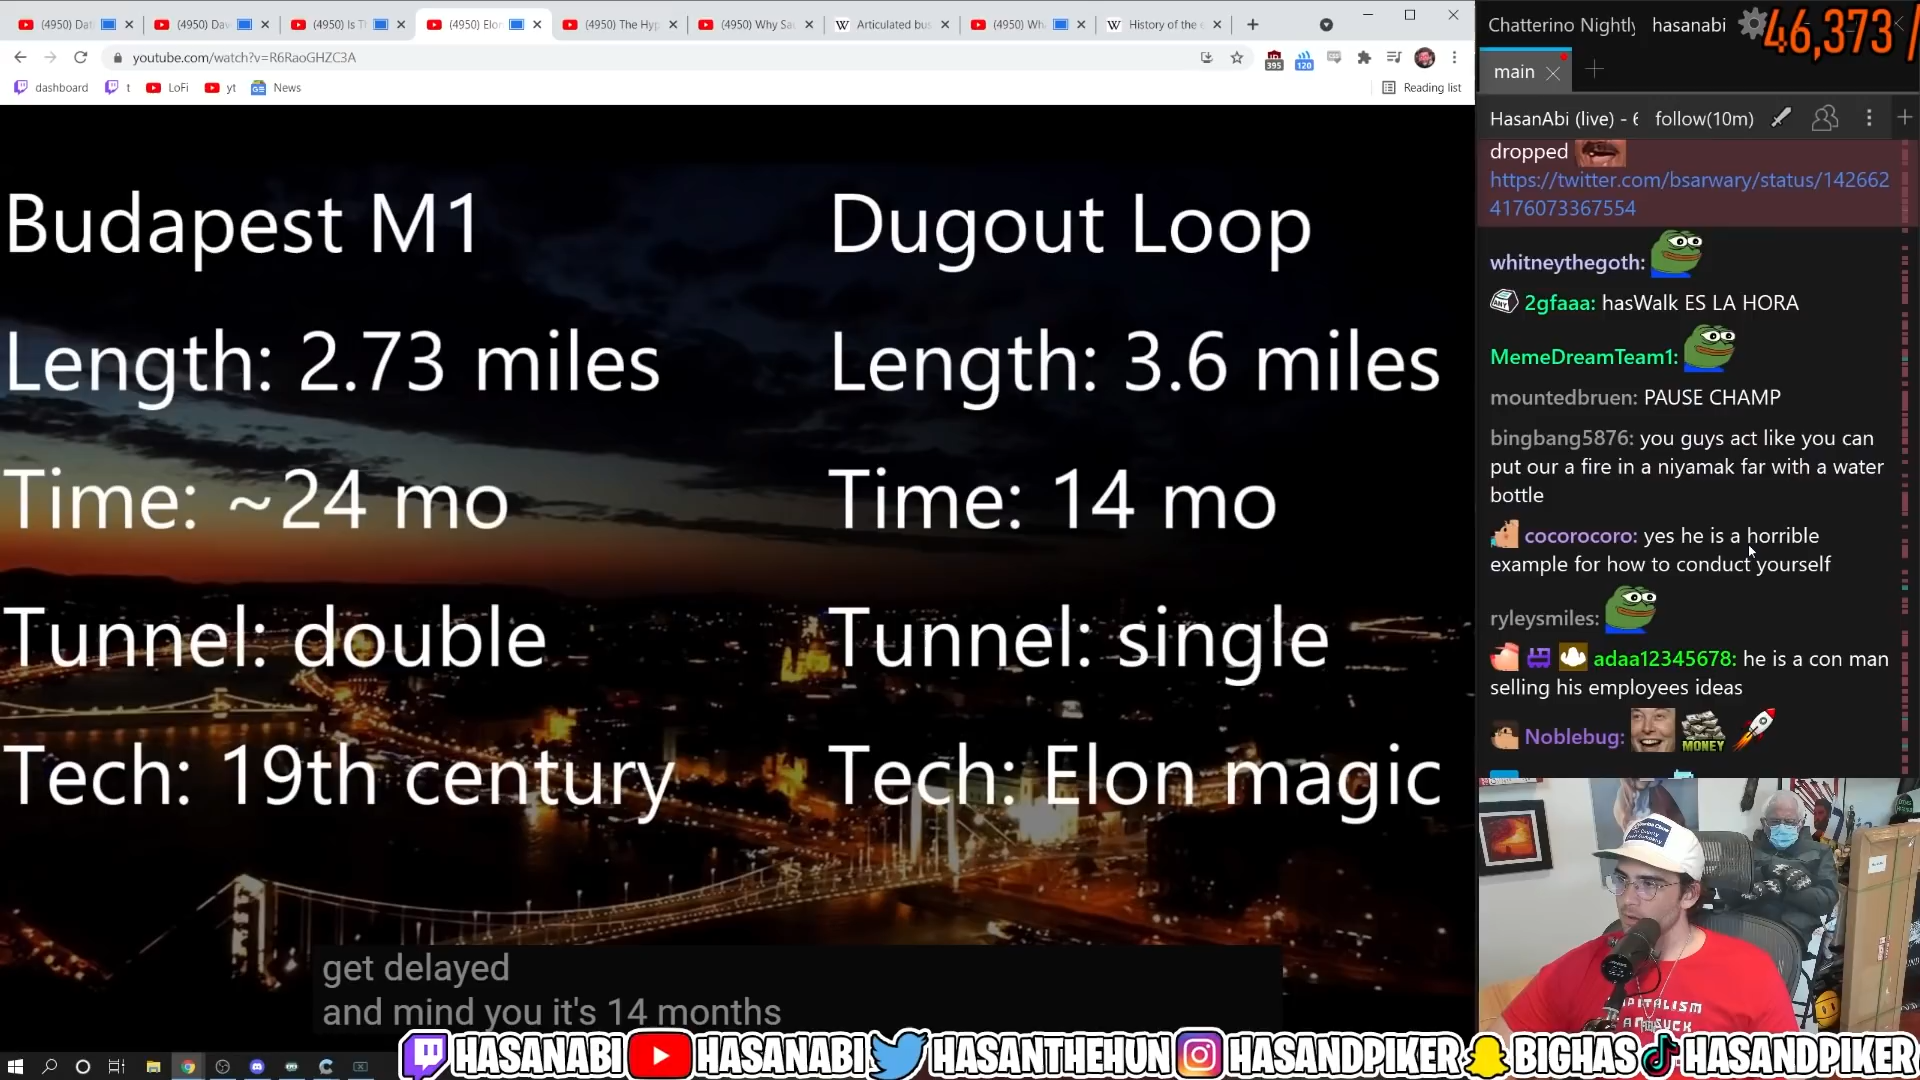 (4950) Dat
(4950) Dav
(4950) Is T
(4950) Elor
(4950) The Hyp
(4950) Why Sa
Articulated bus
(4950) Wh
History of the e
youtube.com/watch?v=R6RaoGHZC3A
395
120
dashboard
t
LoFi
yt
News
Reading list
Budapest M1
Length: 2.73 miles
Time: ~24 mo
Tunnel: double
Tech: 19th century
Dugout Loop
Length: 3.6 miles
Time: 14 mo
Tunnel: single
Tech: Elon magic
get delayed
and mind you it's 14 months
Chatterino Nightly
hasanabi
46,373 /
main
HasanAbi (live) - 6
follow(10m)
dropped
https://twitter.com/bsarwary/status/142662
4176073367554
whitneythegoth:
2gfaaa: hasWalk ES LA HORA
MemeDreamTeam1:
mountedbruen: PAUSE CHAMP
bingbang5876: you guys act like you can
put our a fire in a niyamak far with a water
bottle
cocorocoro: yes he is a horrible
example for how to conduct yourself
ryleysmiles:
adaa12345678: he is a con man
selling his employees ideas
Noblebug:
MONEY
HASANABI
HASANABI
HASANTHEHUN
HASANDPIKER
BIGHAS
HASANDPIKER